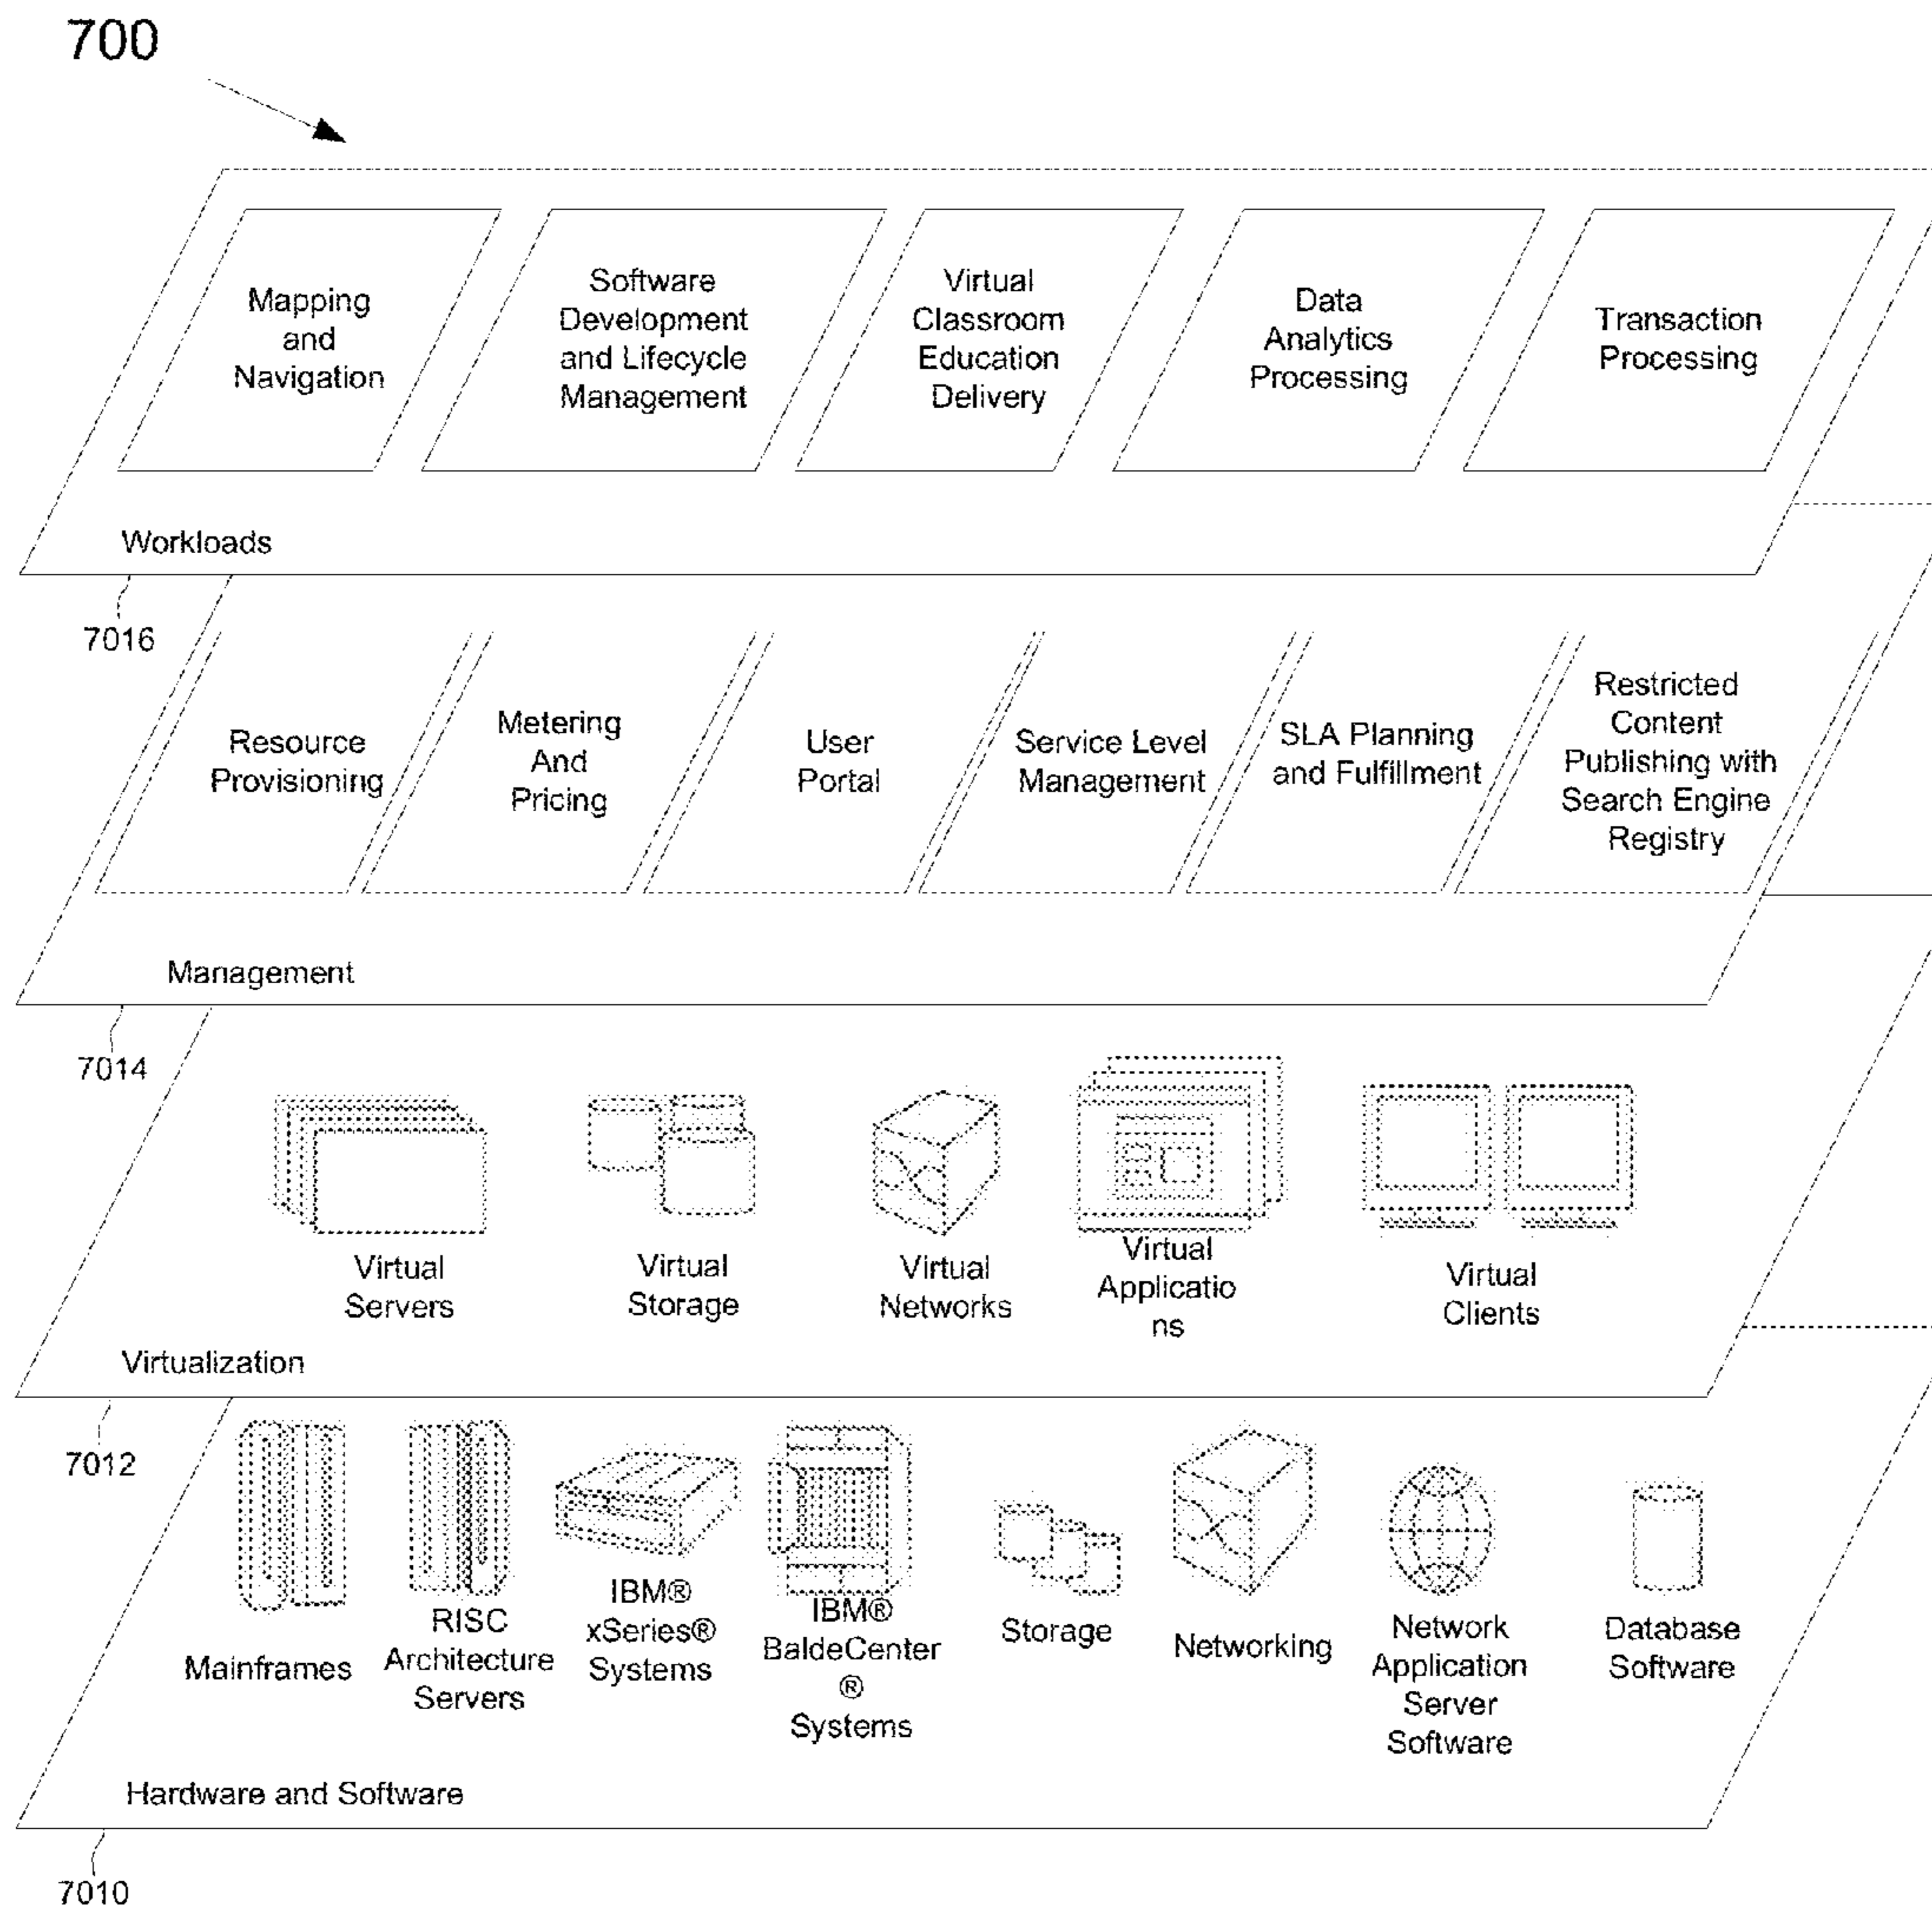 700
Mapping
and
Navigation
Software
Development
and Lifecycle
Management
Virtual
Classroom
Education
Delivery
Data
Analytics
Processing
Transaction
Processing
Workloads
7016
Resource
Provisioning
Metering
And
Pricing
User
Portal
Service Level
Management
SLA Planning
and Fulfillment
Restricted
Content
Publishing with
Search Engine
Registry
Management
7014
Virtual
Servers
Virtual
Storage
Virtual
Networks
Virtual
Applicatio
ns
Virtual
Clients
Virtualization
7012
Mainframes
RISC
Architecture
Servers
IBM®
xSeries®
Systems
IBM®
BaldeCenter
®
Systems
Storage
Networking
Network
Application
Server
Software
Database
Software
Hardware and Software
7010